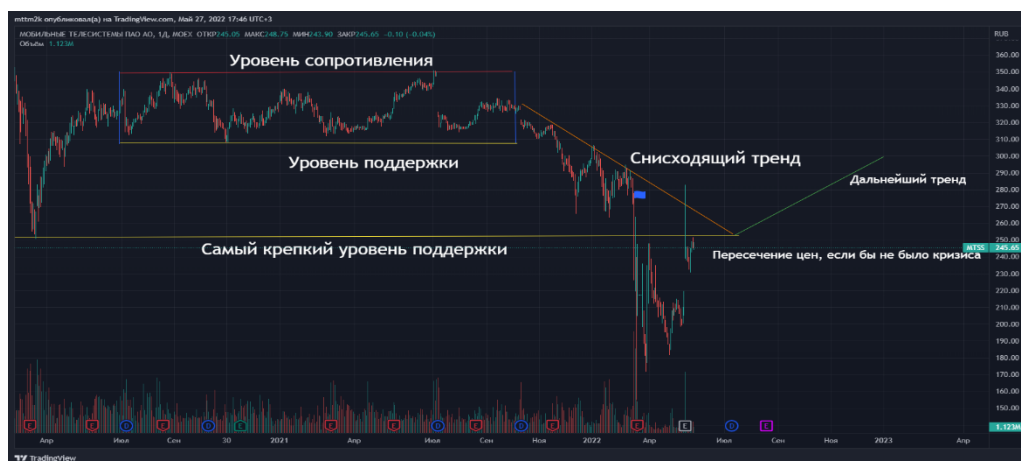 mttm2k опубликовал(а) на TradingView.com, Май 27, 2022 17:46 UTC+3
МОБИЛЬНЫЕ ТЕЛЕСИСТЕМЫ ПАО АО, 1Д, MOEX ОТКР245.05 МАКС248.75 МИН243.90 ЗАКР245.65 -0.10 (-0.04%)
RUB
Объём 1.123M
Уровень сопротивления
360.00
350.00
340.00
330.00
320.00
310.00
Уровень поддержки
Снисходящий тренд
300.00
290.00
Дальнейший тренд
280.00
270.00
260.00
250.00
Самый крепкий уровень поддержки
MTSS 245.65
Пересечение цен, если бы не было кризиса
230.00
220.00
210.00
200.00
190.00
180.00
170.00
160.00
150.00
E E D E D E E E D E D E E E D E
1.123M
Апр Июл Сен 30 2021 Апр Июл Сен Ноя 2022 Апр Июл Сен Ноя 2023 Апр
TradingView